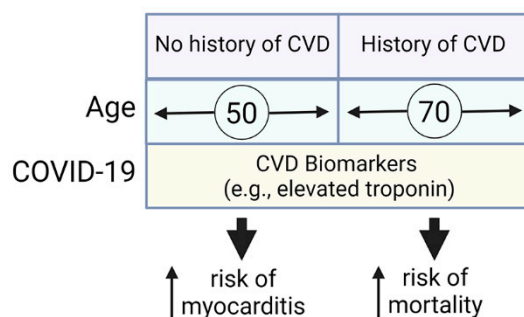 No history of CVD
History of CVD
Age
50
70
COVID-19
CVD Biomarkers
(e.g., elevated troponin)
risk of
myocarditis
risk of
mortality